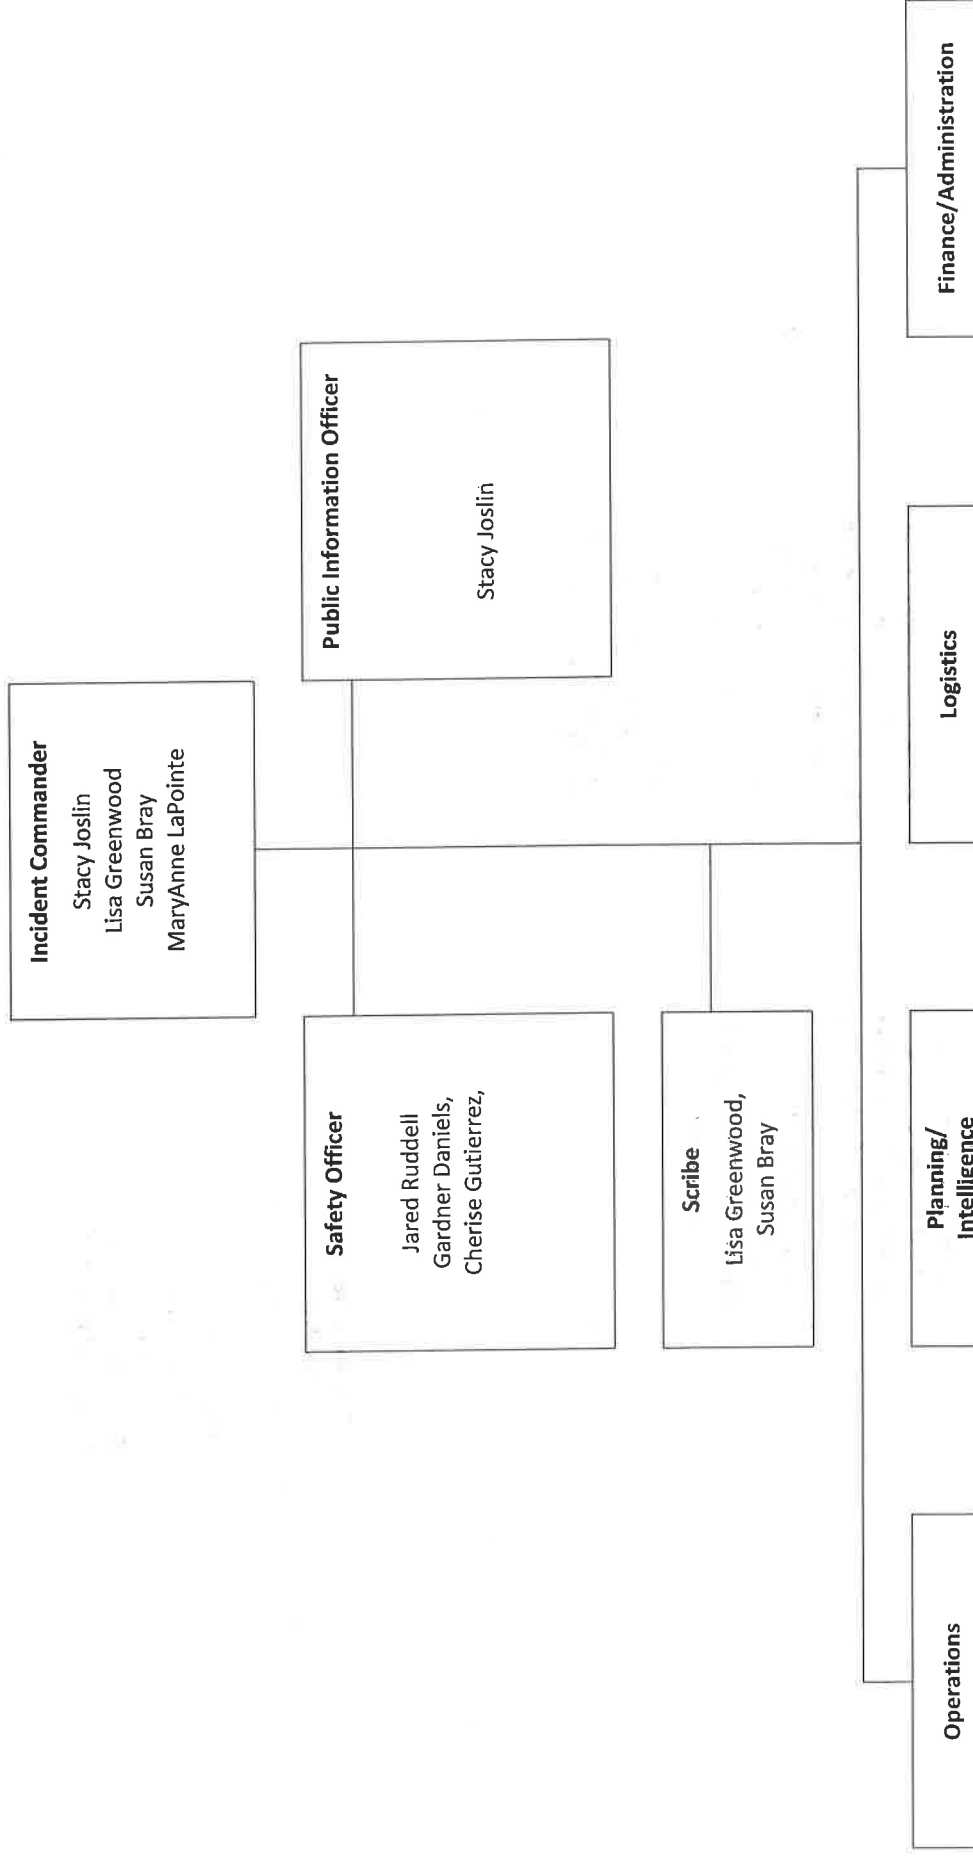 Incident Commander
Stacy Joslin
Lisa Greenwood
Susan Bray
MaryAnne LaPointe
Safety Officer
Jared Ruddell
Gardner Daniels,
Cherise Gutierrez,
Public Information Officer
Stacy Joslin
Scribe
Lisa Greenwood,
Susan Bray
Operations
Planning/
Intelligence
Logistics
Finance/Administration